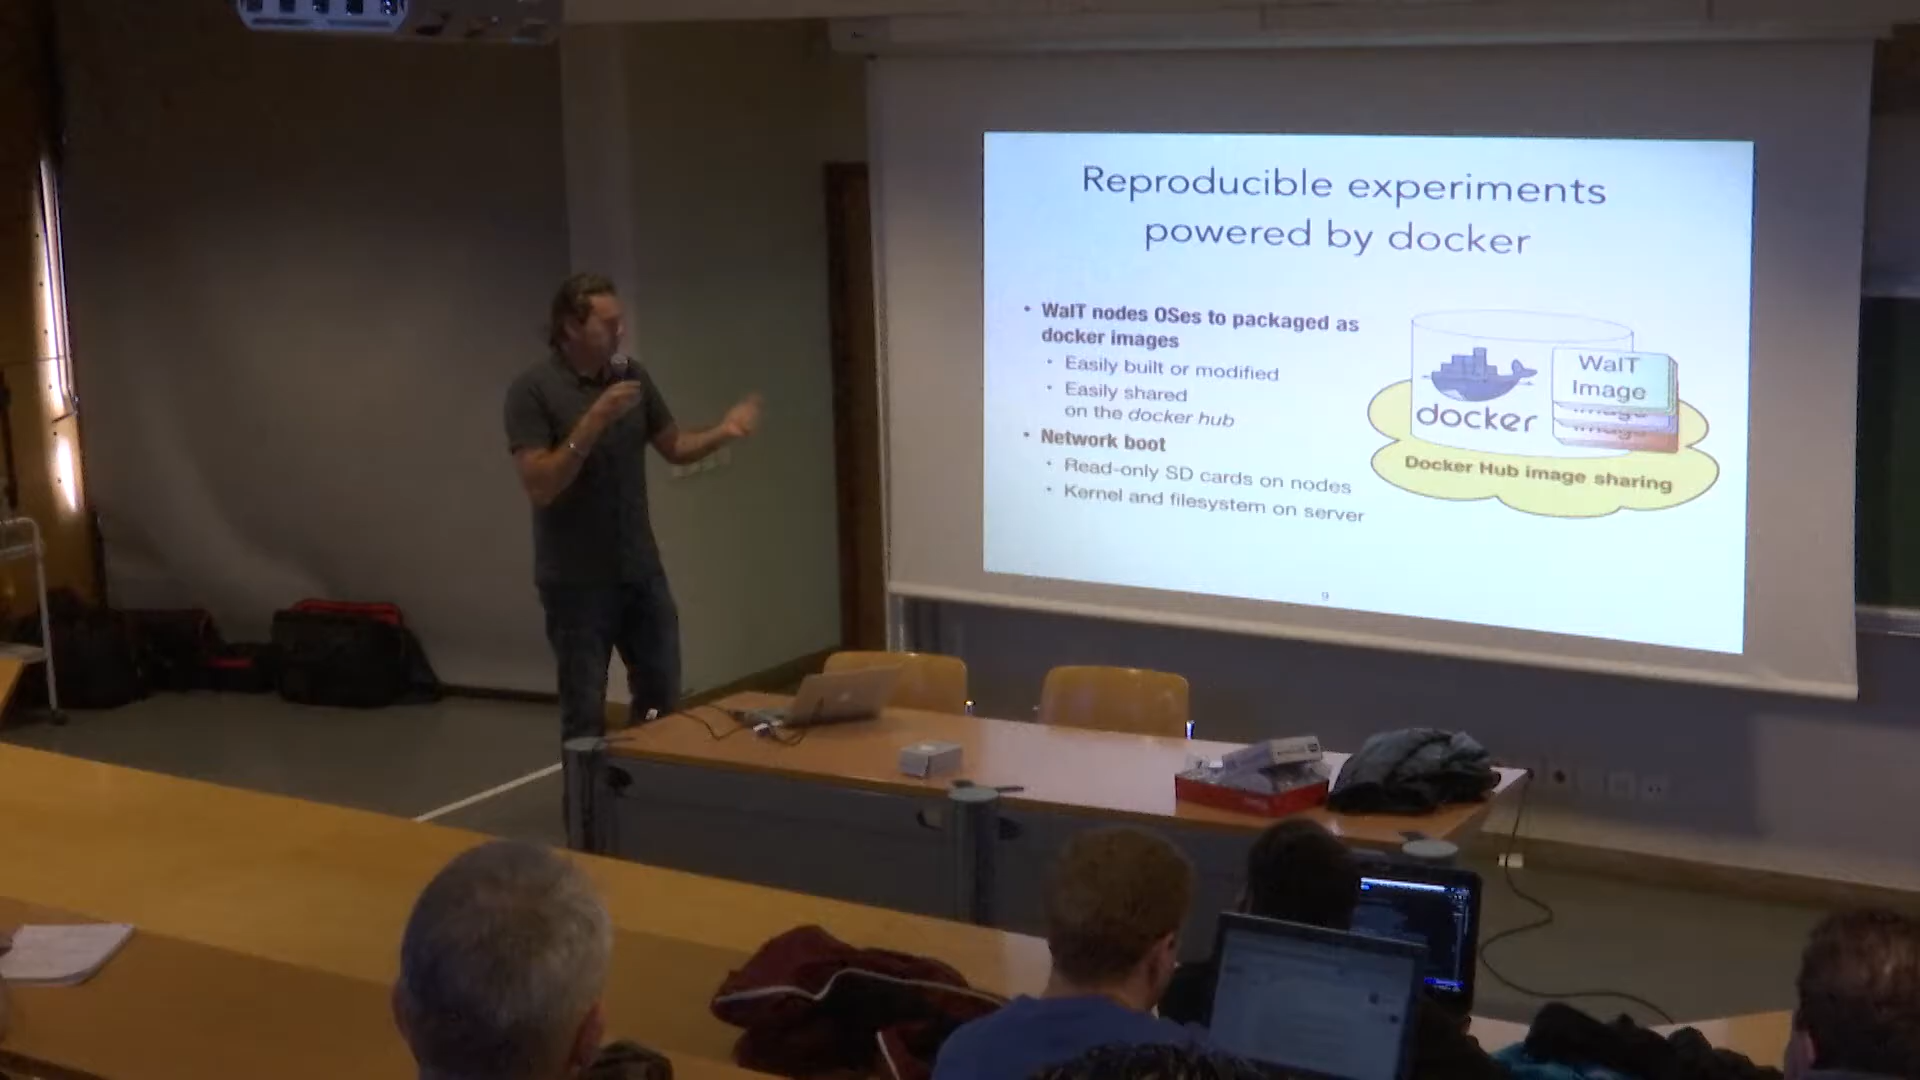 Reproducible experiments
powered by docker
• WalT nodes OSes to packaged as
docker images
• Easily built or modified
• Easily shared
on the docker hub
• Network boot
• Read-only SD cards on nodes
• Kernel and filesystem on server
WalT
Image
docker
Docker Hub image sharing
9